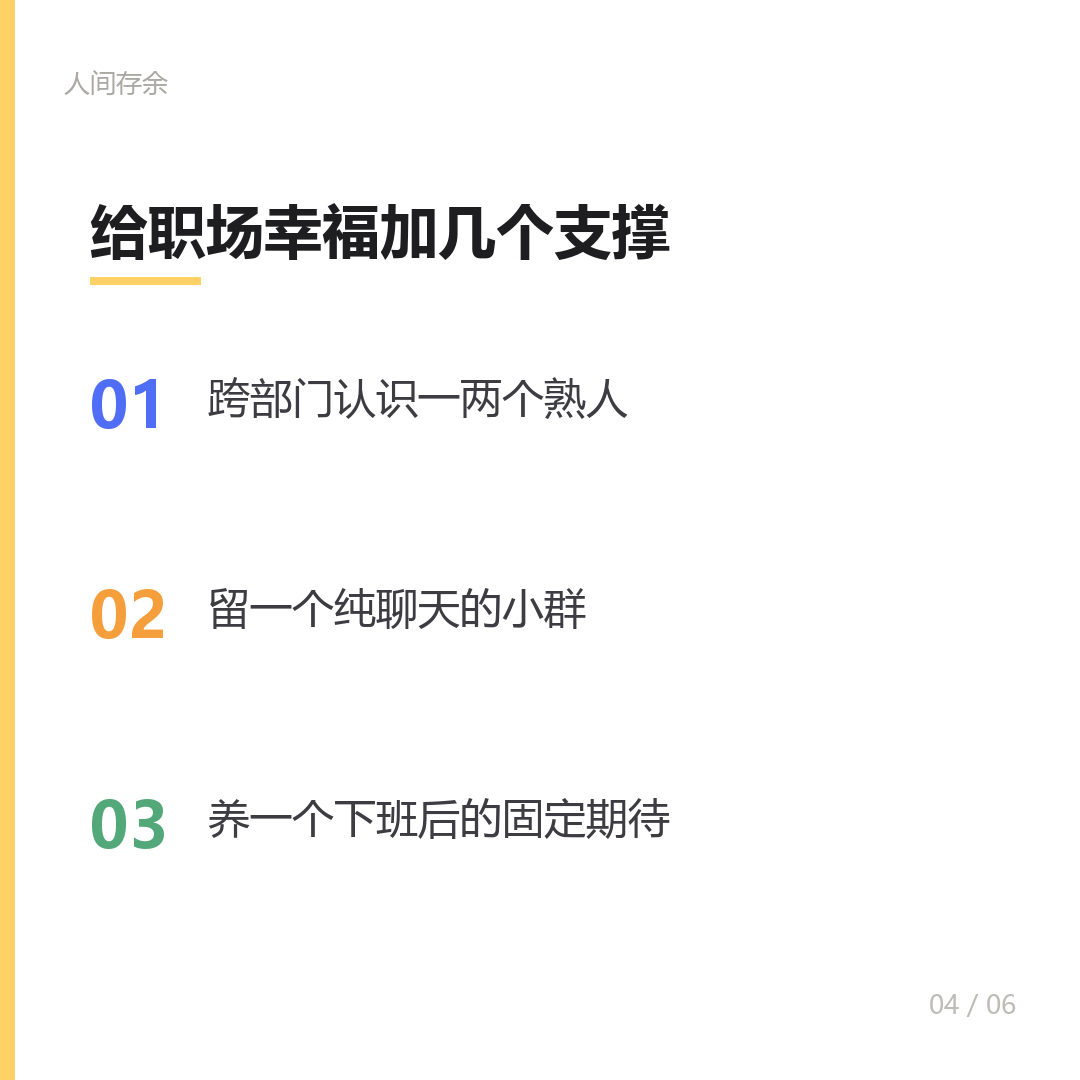 人间存余
给职场幸福加几个支撑
01 跨部门认识一两个熟人
02 留一个纯聊天的小群
03 养一个下班后的固定期待
04 / 06